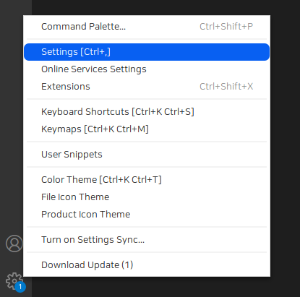 Command Palette... Ctrl+Shift+P
Settings [Ctrl+,]
Online Services Settings
Extensions Ctrl+Shift+X
Keyboard Shortcuts [Ctrl+K Ctrl+S]
Keymaps [Ctrl+K Ctrl+M]
User Snippets
Color Theme [Ctrl+K Ctrl+T]
File Icon Theme
Product Icon Theme
Turn on Settings Sync...
Download Update (1)
1